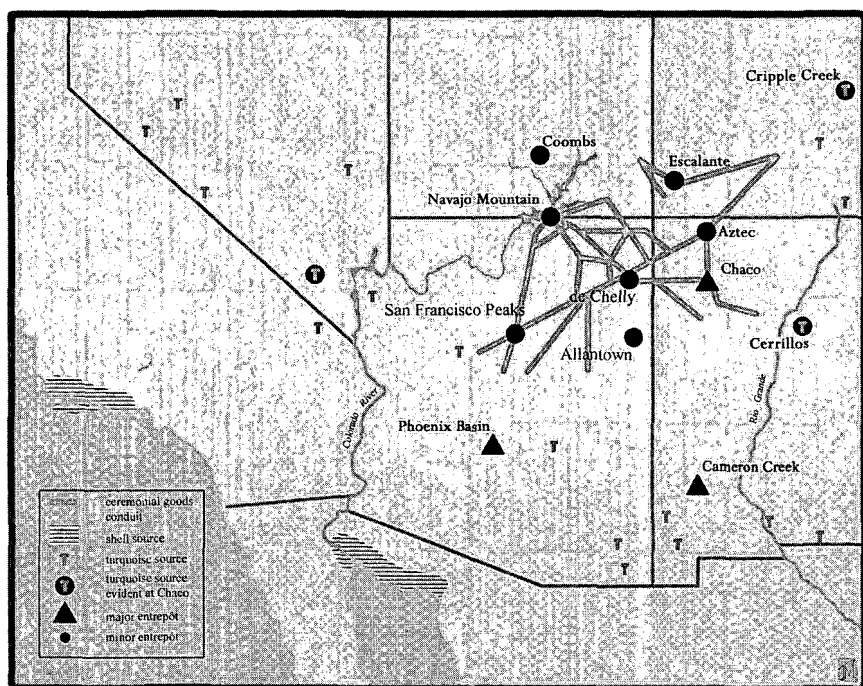 Cripple Creek
Coombs
Escalante
Navajo Mountain
Aztec
Chaco
de Chelly
San Francisco Peaks
Cerrillos
Allantown
Colorado River
Rio Grande
Phoenix Basin
Cameron Creek
ceremonial goods
conduit
shell source
T turquoise source
T turquoise source
evident at Chaco
major entrepôt
minor entrepôt